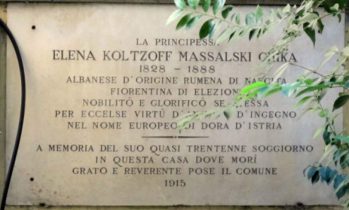 LA PRINCIPESSA
ELENA KOLTZOFF MASSALSKI GHIKA
1828 - 1888
ALBANESE D'ORIGINE RUMENA DI NASCITA
FIORENTINA DI ELEZIONE
NOBILITÒ E GLORIFICÒ SE STESSA
PER ECCELSE VIRTÙ D'INGEGNO
NEL NOME EUROPEO DI DORA D'ISTRIA
A MEMORIA DEL SUO QUASI TRENTENNE SOGGIORNO
IN QUESTA CASA DOVE MORÌ
GRATO E REVERENTE POSE IL COMUNE
1915